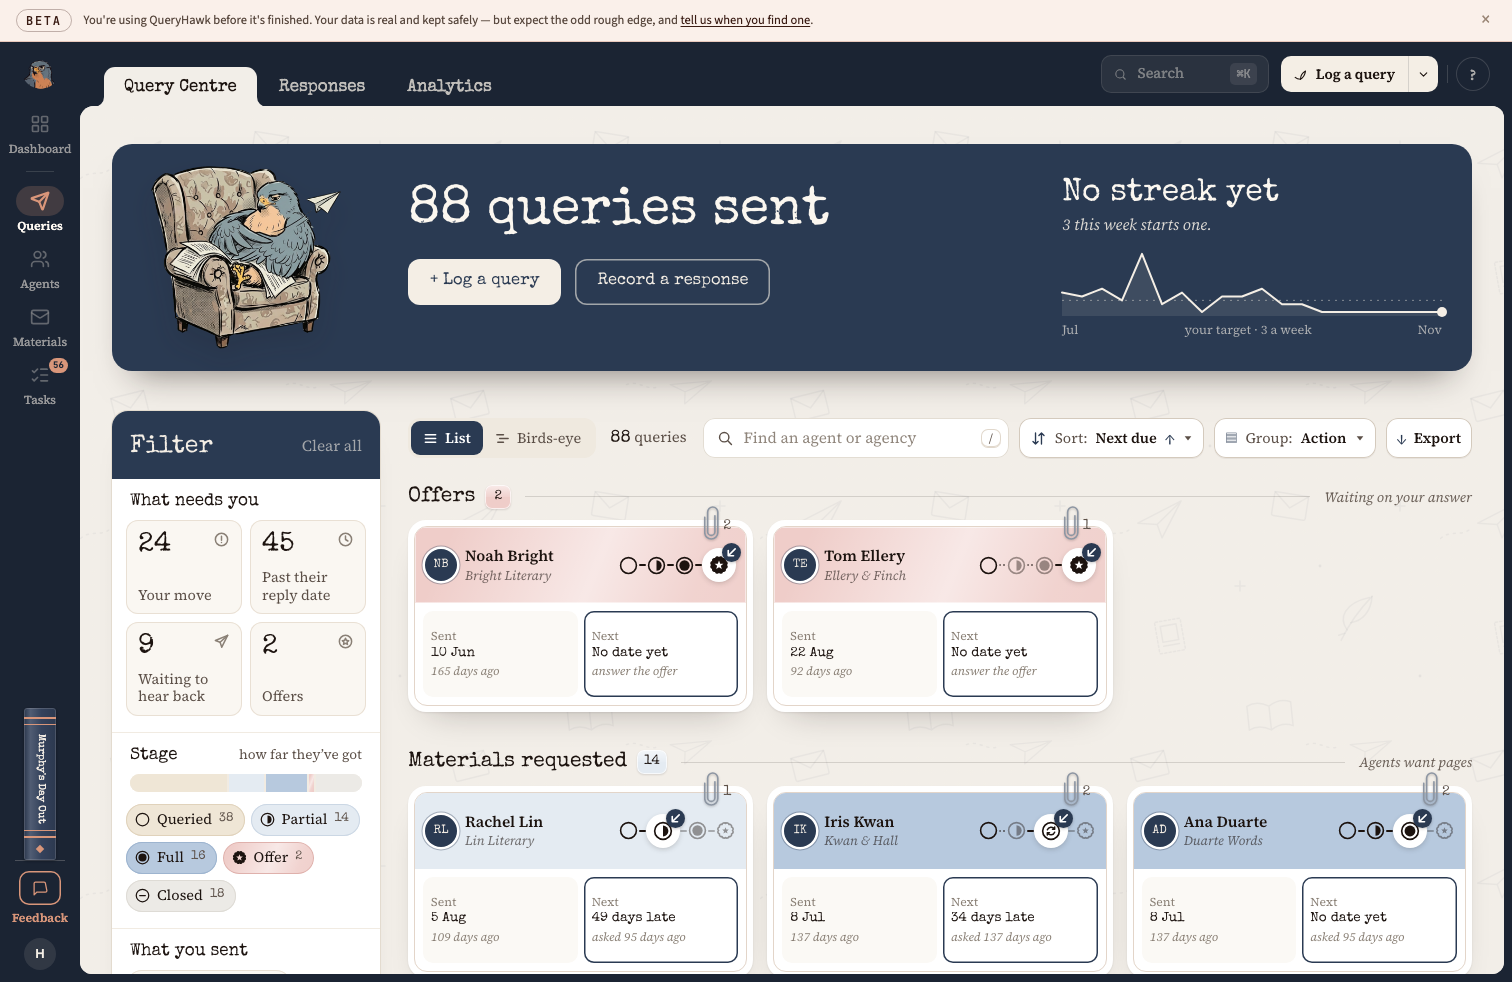 BETA
You're using QueryHawk before it's finished. Your data is real and kept safely — but expect the odd rough edge, and tell us when you find one.
×
Query Centre
Responses
Analytics
Search
⌘K
Log a query
?
Dashboard
Queries
Agents
Materials
56
Tasks
Murphy's Day Out
Feedback
H
88 queries sent
+ Log a query
Record a response
No streak yet
3 this week starts one.
Jul
your target · 3 a week
Nov
Filter
Clear all
What needs you
24
Your move
45
Past their
reply date
9
Waiting to
hear back
2
Offers
Stage
how far they've got
Queried 38
Partial 14
Full 16
Offer 2
Closed 18
What you sent
List
Birds-eye
88 queries
Find an agent or agency
/
Sort: Next due ↑
Group: Action
↓ Export
Offers 2
Waiting on your answer
2
NB
Noah Bright
Bright Literary
Sent
10 Jun
165 days ago
Next
No date yet
answer the offer
1
TE
Tom Ellery
Ellery & Finch
Sent
22 Aug
92 days ago
Next
No date yet
answer the offer
Materials requested 14
Agents want pages
1
RL
Rachel Lin
Lin Literary
Sent
5 Aug
109 days ago
Next
49 days late
asked 95 days ago
2
IK
Iris Kwan
Kwan & Hall
Sent
8 Jul
137 days ago
Next
34 days late
asked 137 days ago
2
AD
Ana Duarte
Duarte Words
Sent
8 Jul
137 days ago
Next
No date yet
asked 95 days ago